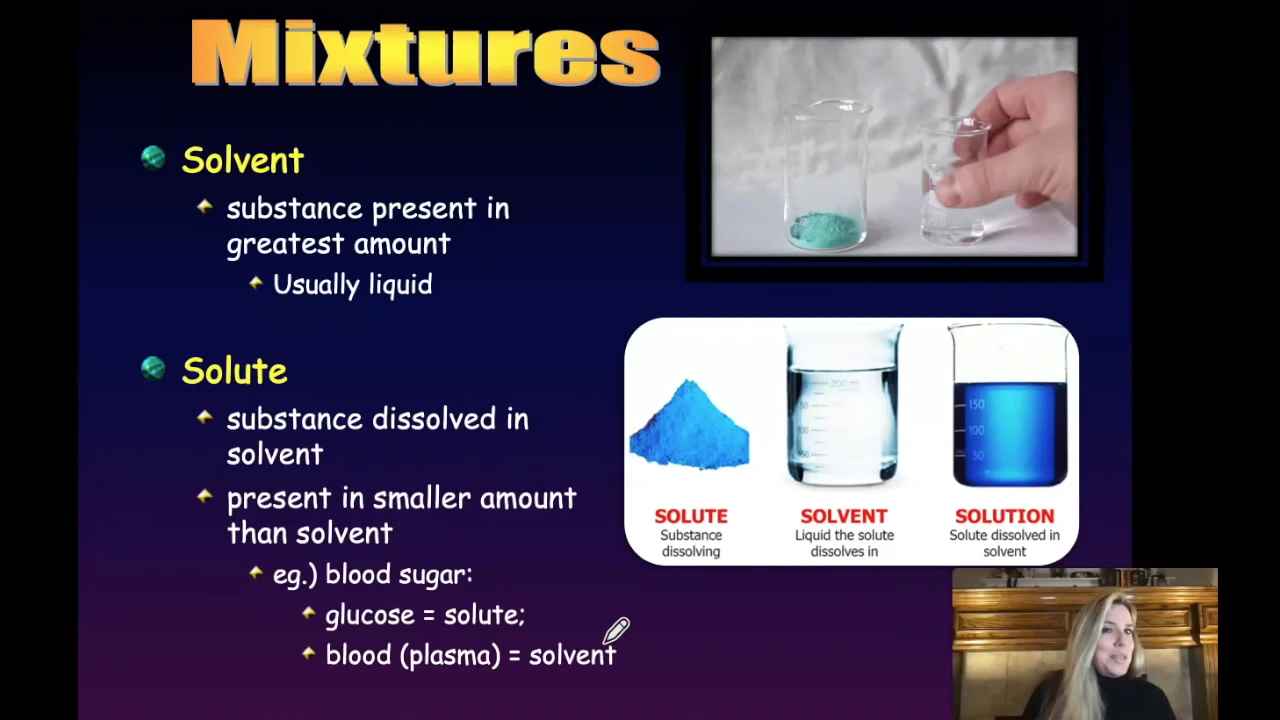 Mixtures
Solvent
substance present in
greatest amount
Usually liquid
Solute
substance dissolved in
solvent
present in smaller amount
than solvent
eg.) blood sugar:
glucose = solute;
blood (plasma) = solvent
200 ml
150
100
50
SOLUTE
Substance
dissolving
SOLVENT
Liquid the solute
dissolves in
SOLUTION
Solute dissolved in
solvent